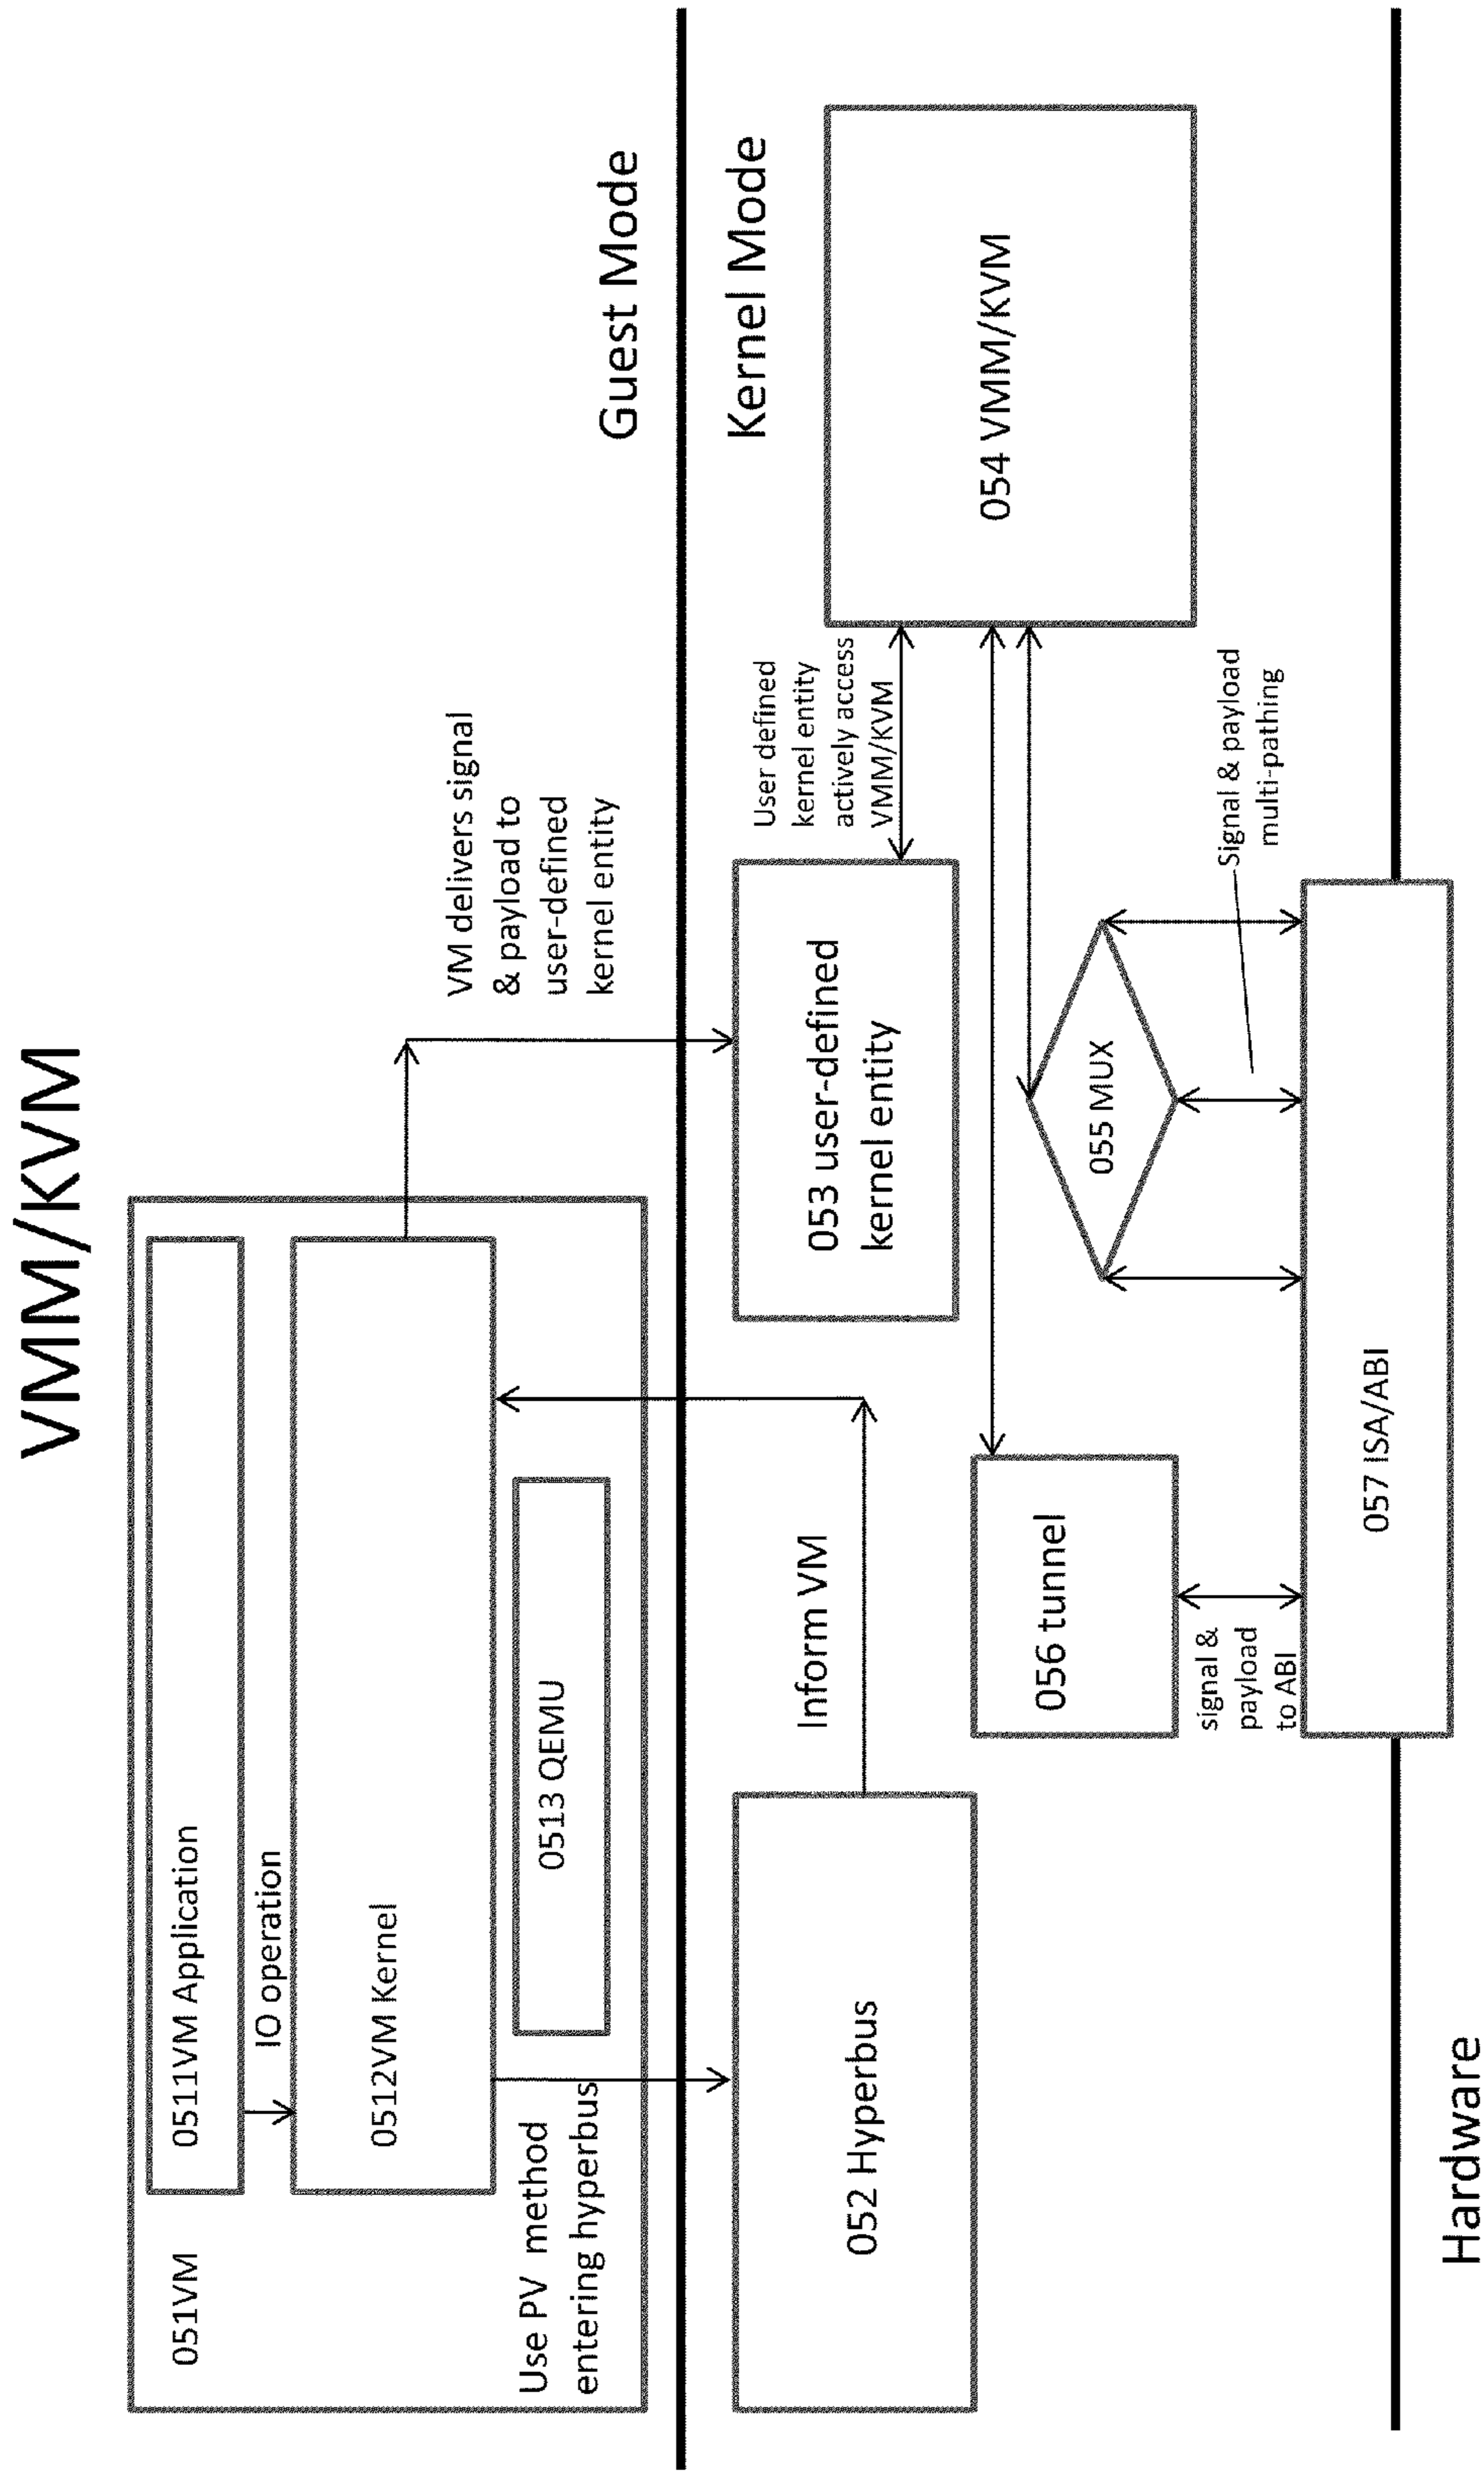 VMM/KVM
051VM
0511VM Application
IO operation
0512VM Kernel
0513 QEMU
Use PV method
entering hyperbus
VM delivers signal
& payload to
user-defined
kernel entity
Guest Mode
Kernel Mode
052 Hyperbus
Inform VM
053 user-defined
kernel entity
User defined
kernel entity
actively access
VMM/KVM
054 VMM/KVM
056 tunnel
055 MUX
signal &
payload
to ABI
Signal & payload
multi-pathing
057 ISA/ABI
Hardware